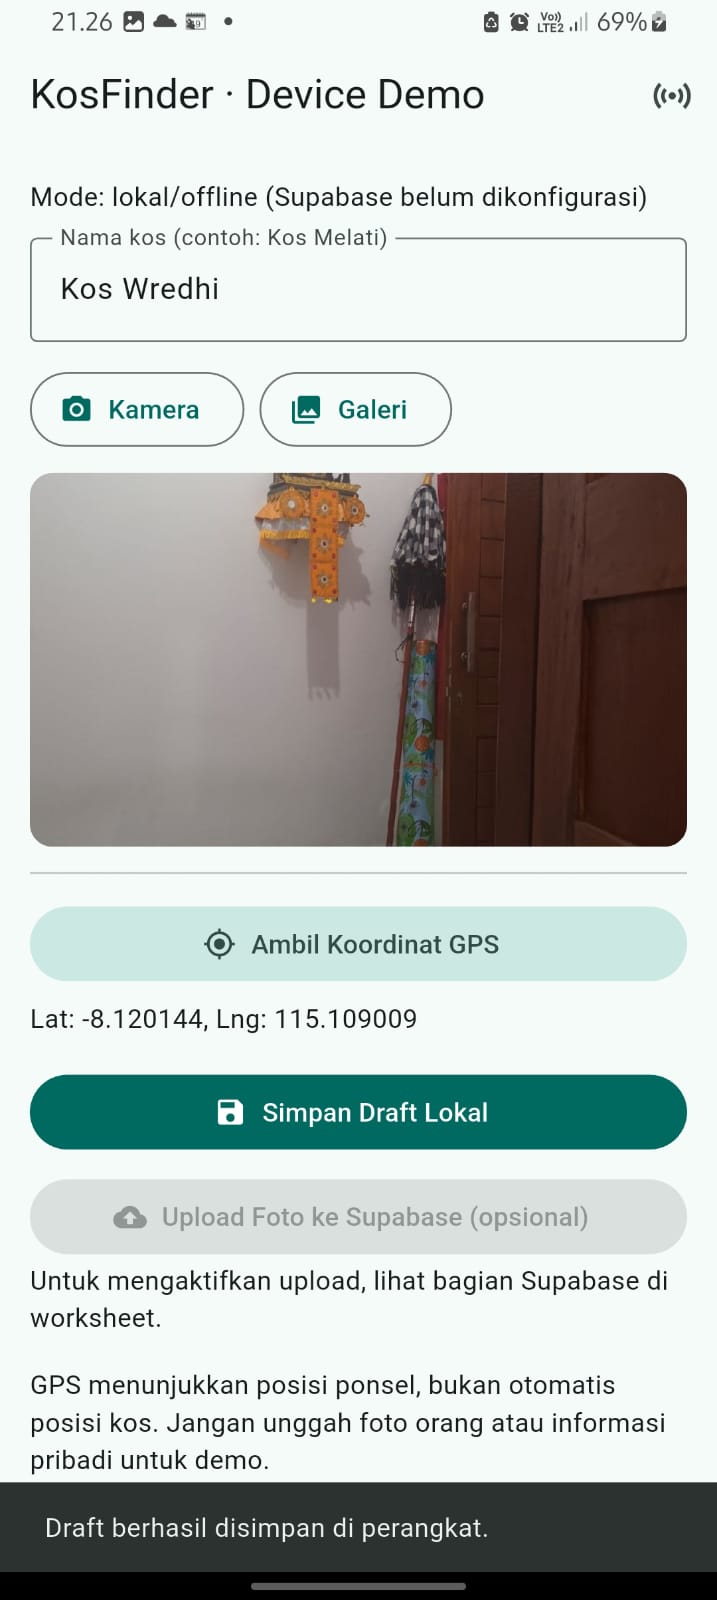 21.26
Vo))
LTE2
69%
KosFinder · Device Demo
Mode: lokal/offline (Supabase belum dikonfigurasi)
Nama kos (contoh: Kos Melati)
Kos Wredhi
Kamera
Galeri
Ambil Koordinat GPS
Lat: -8.120144, Lng: 115.109009
Simpan Draft Lokal
Upload Foto ke Supabase (opsional)
Untuk mengaktifkan upload, lihat bagian Supabase di
worksheet.
GPS menunjukkan posisi ponsel, bukan otomatis
posisi kos. Jangan unggah foto orang atau informasi
pribadi untuk demo.
Draft berhasil disimpan di perangkat.